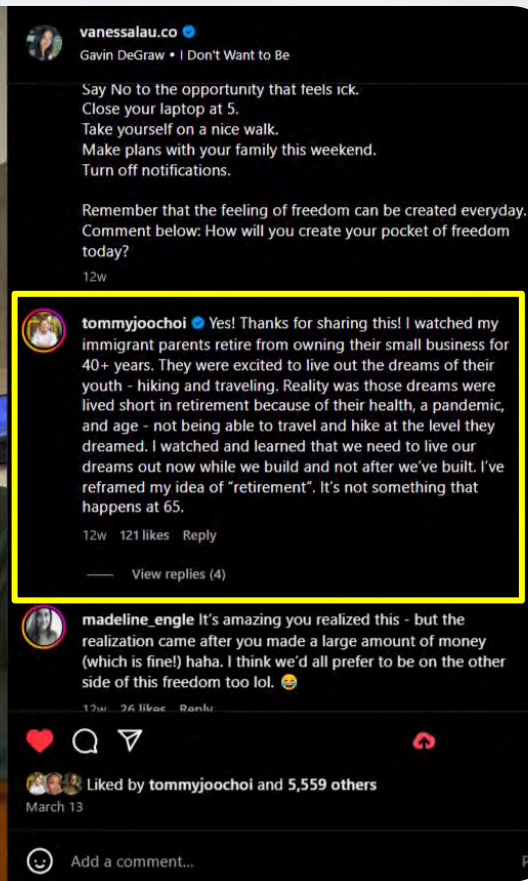 vanessalau.co
Gavin DeGraw • I Don't Want to Be
Say No to the opportunity that feels ick.
Close your laptop at 5.
Take yourself on a nice walk.
Make plans with your family this weekend.
Turn off notifications.
Remember that the feeling of freedom can be created everyday.
Comment below: How will you create your pocket of freedom
today?
12w
tommyjoochoi Yes! Thanks for sharing this! I watched my
immigrant parents retire from owning their small business for
40+ years. They were excited to live out the dreams of their
youth - hiking and traveling. Reality was those dreams were
lived short in retirement because of their health, a pandemic,
and age - not being able to travel and hike at the level they
dreamed. I watched and learned that we need to live our
dreams out now while we build and not after we've built. I've
reframed my idea of “retirement”. It's not something that
happens at 65.
12w 121 likes Reply
View replies (4)
madeline_engle It's amazing you realized this - but the
realization came after you made a large amount of money
(which is fine!) haha. I think we'd all prefer to be on the other
side of this freedom too lol. 😂
12w 26 likes Reply
Liked by tommyjoochoi and 5,559 others
March 13
Add a comment...